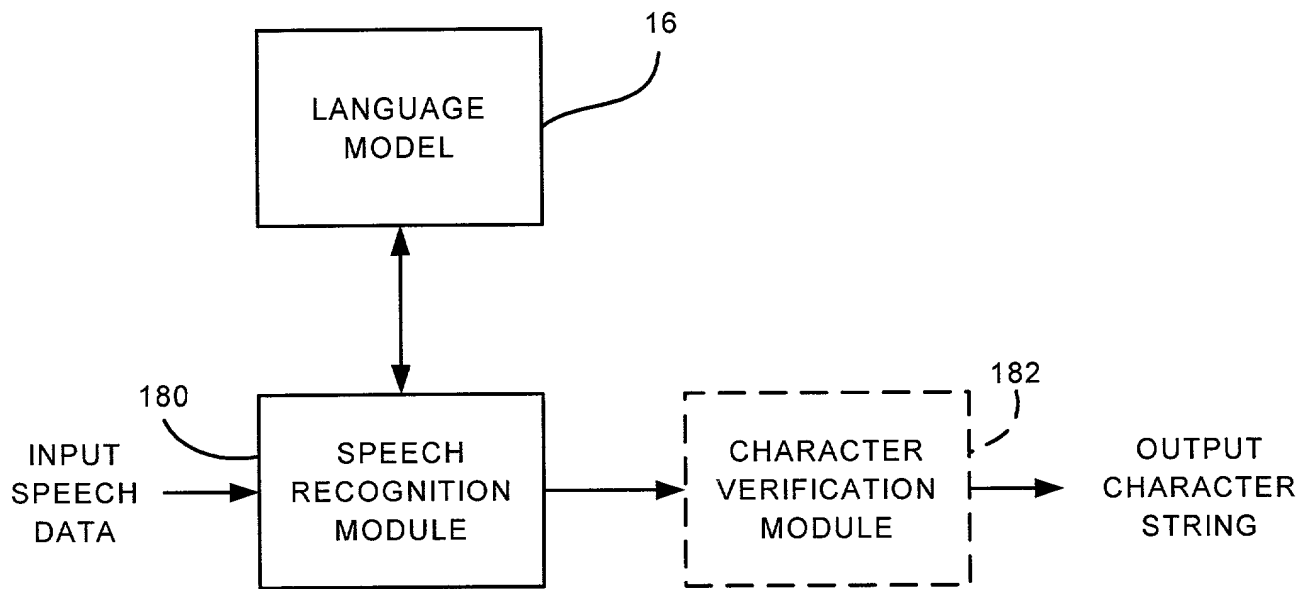 16
LANGUAGE
MODEL
180
INPUT
SPEECH
DATA
SPEECH
RECOGNITION
MODULE
182
CHARACTER
VERIFICATION
MODULE
OUTPUT
CHARACTER
STRING